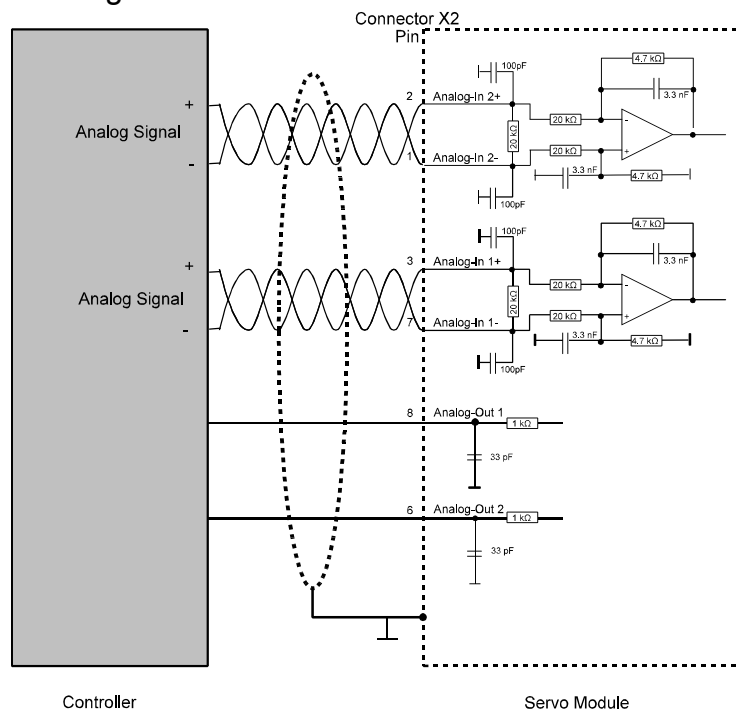 Connector X2
Pin
100pF
4.7 kΩ
3.3 nF
+
2
Analog-In 2+
20 kΩ
-
Analog Signal
20 kΩ
20 kΩ
+
-
1
Analog-In 2-
3.3 nF
4.7 kΩ
100pF
100pF
4.7 kΩ
3.3 nF
+
3
Analog-In 1+
20 kΩ
-
Analog Signal
20 kΩ
20 kΩ
+
-
7
Analog-In 1-
3.3 nF
4.7 kΩ
100pF
8
Analog-Out 1
1 kΩ
33 pF
6
Analog-Out 2
1 kΩ
33 pF
Controller
Servo Module